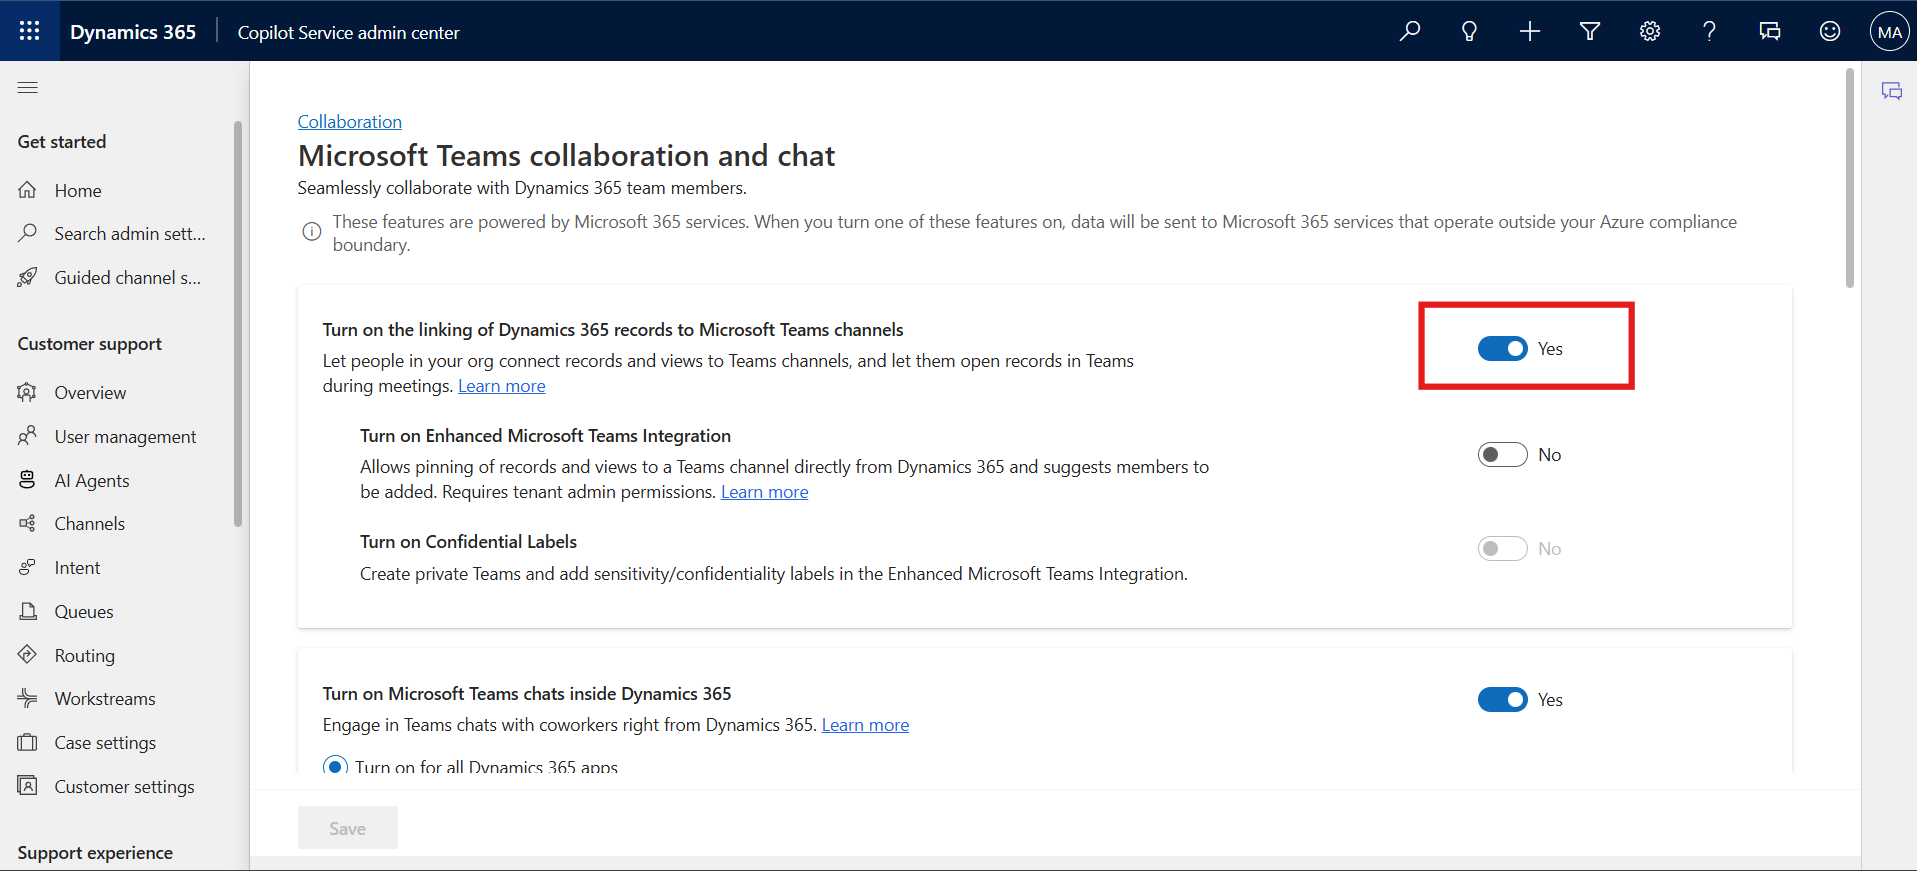 Dynamics 365
Copilot Service admin center
MA
Get started
Home
Search admin sett...
Guided channel s...
Customer support
Overview
User management
AI Agents
Channels
Intent
Queues
Routing
Workstreams
Case settings
Customer settings
Support experience
Collaboration
Microsoft Teams collaboration and chat
Seamlessly collaborate with Dynamics 365 team members.
These features are powered by Microsoft 365 services. When you turn one of these features on, data will be sent to Microsoft 365 services that operate outside your Azure compliance
boundary.
Turn on the linking of Dynamics 365 records to Microsoft Teams channels
Let people in your org connect records and views to Teams channels, and let them open records in Teams
during meetings. Learn more
Yes
Turn on Enhanced Microsoft Teams Integration
Allows pinning of records and views to a Teams channel directly from Dynamics 365 and suggests members to
be added. Requires tenant admin permissions. Learn more
No
Turn on Confidential Labels
Create private Teams and add sensitivity/confidentiality labels in the Enhanced Microsoft Teams Integration.
No
Turn on Microsoft Teams chats inside Dynamics 365
Engage in Teams chats with coworkers right from Dynamics 365. Learn more
Yes
Turn on for all Dynamics 365 apps
Save